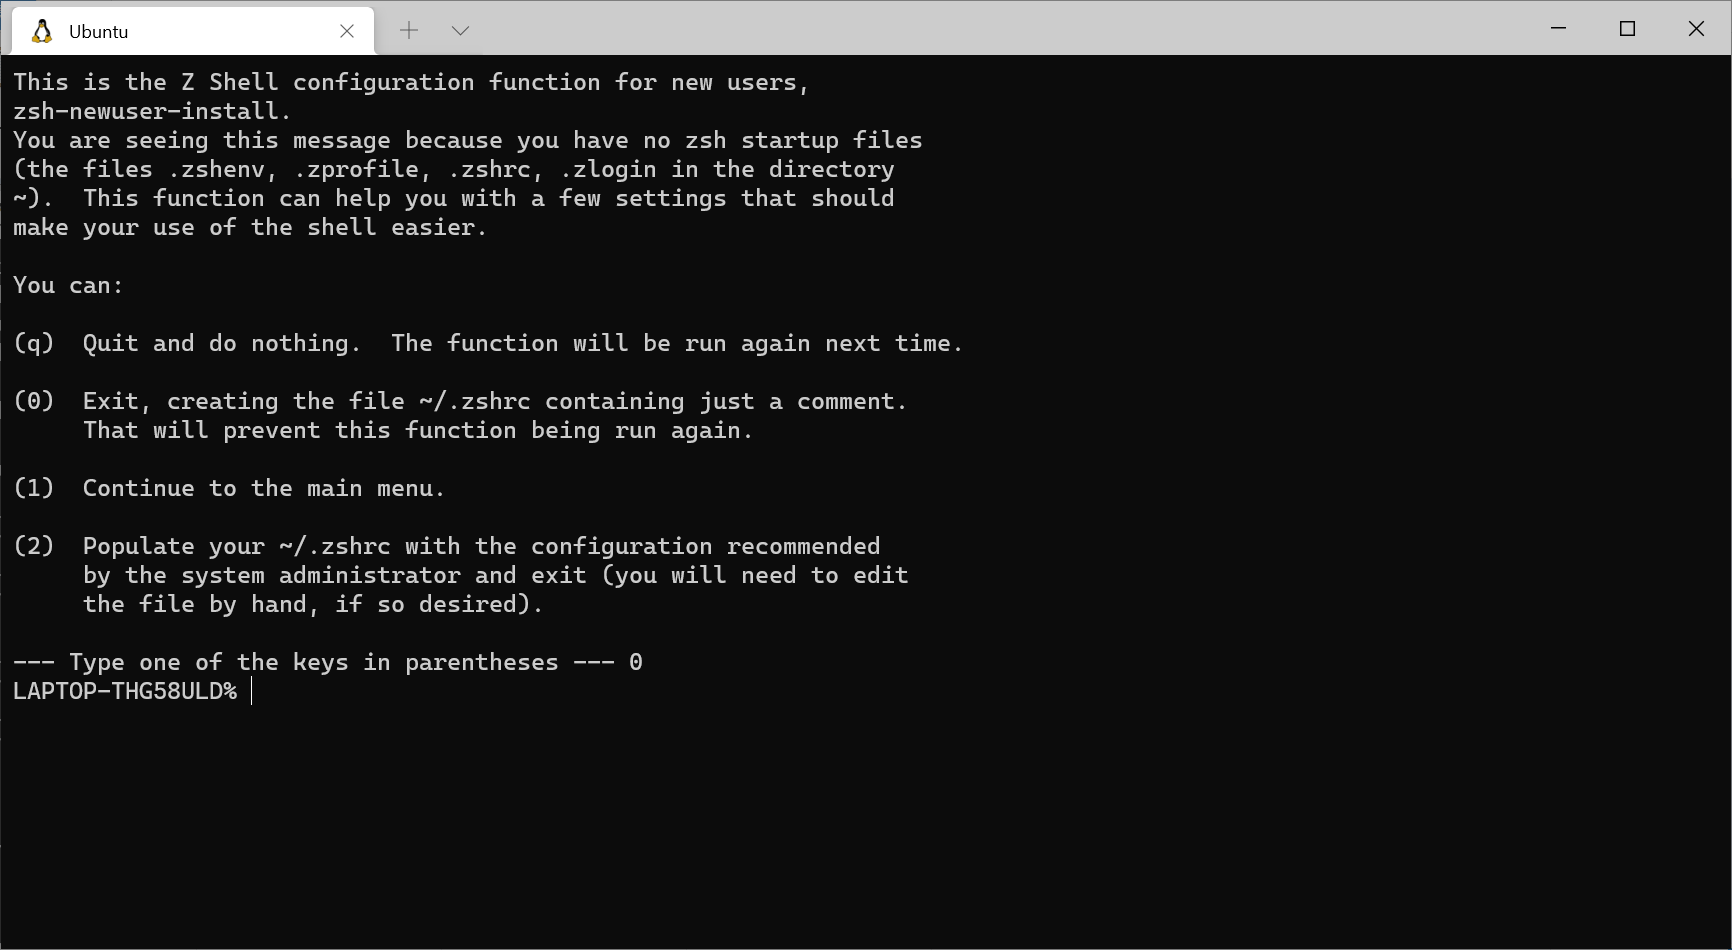 Ubuntu
This is the Z Shell configuration function for new users,
zsh-newuser-install.
You are seeing this message because you have no zsh startup files
(the files .zshenv, .zprofile, .zshrc, .zlogin in the directory
~).  This function can help you with a few settings that should
make your use of the shell easier.

You can:

(q)  Quit and do nothing.  The function will be run again next time.

(0)  Exit, creating the file ~/.zshrc containing just a comment.
     That will prevent this function being run again.

(1)  Continue to the main menu.

(2)  Populate your ~/.zshrc with the configuration recommended
     by the system administrator and exit (you will need to edit
     the file by hand, if so desired).

--- Type one of the keys in parentheses --- 0
LAPTOP-THG58ULD%